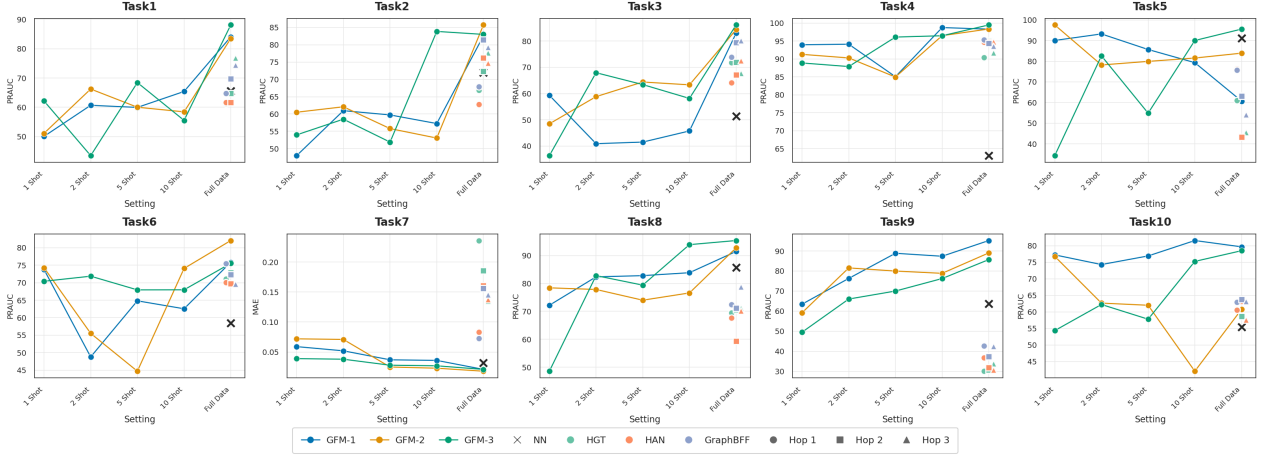 Task1
PRAUC
90
80
70
60
50
1 Shot
2 Shot
5 Shot
10 Shot
Full Data
Setting
Task2
PRAUC
85
80
75
70
65
60
55
50
1 Shot
2 Shot
5 Shot
10 Shot
Full Data
Setting
Task3
PRAUC
80
70
60
50
40
1 Shot
2 Shot
5 Shot
10 Shot
Full Data
Setting
Task4
PRAUC
100
95
90
85
80
75
70
65
1 Shot
2 Shot
5 Shot
10 Shot
Full Data
Setting
Task5
PRAUC
100
90
80
70
60
50
40
1 Shot
2 Shot
5 Shot
10 Shot
Full Data
Setting
Task6
PRAUC
80
75
70
65
60
55
50
45
1 Shot
2 Shot
5 Shot
10 Shot
Full Data
Setting
Task7
MAE
0.20
0.15
0.10
0.05
1 Shot
2 Shot
5 Shot
10 Shot
Full Data
Setting
Task8
PRAUC
90
80
70
60
50
1 Shot
2 Shot
5 Shot
10 Shot
Full Data
Setting
Task9
PRAUC
90
80
70
60
50
40
30
1 Shot
2 Shot
5 Shot
10 Shot
Full Data
Setting
Task10
PRAUC
80
75
70
65
60
55
50
45
40
1 Shot
2 Shot
5 Shot
10 Shot
Full Data
Setting
GFM-1 GFM-2 GFM-3 NN HGT HAN GraphBFF Hop 1 Hop 2 Hop 3